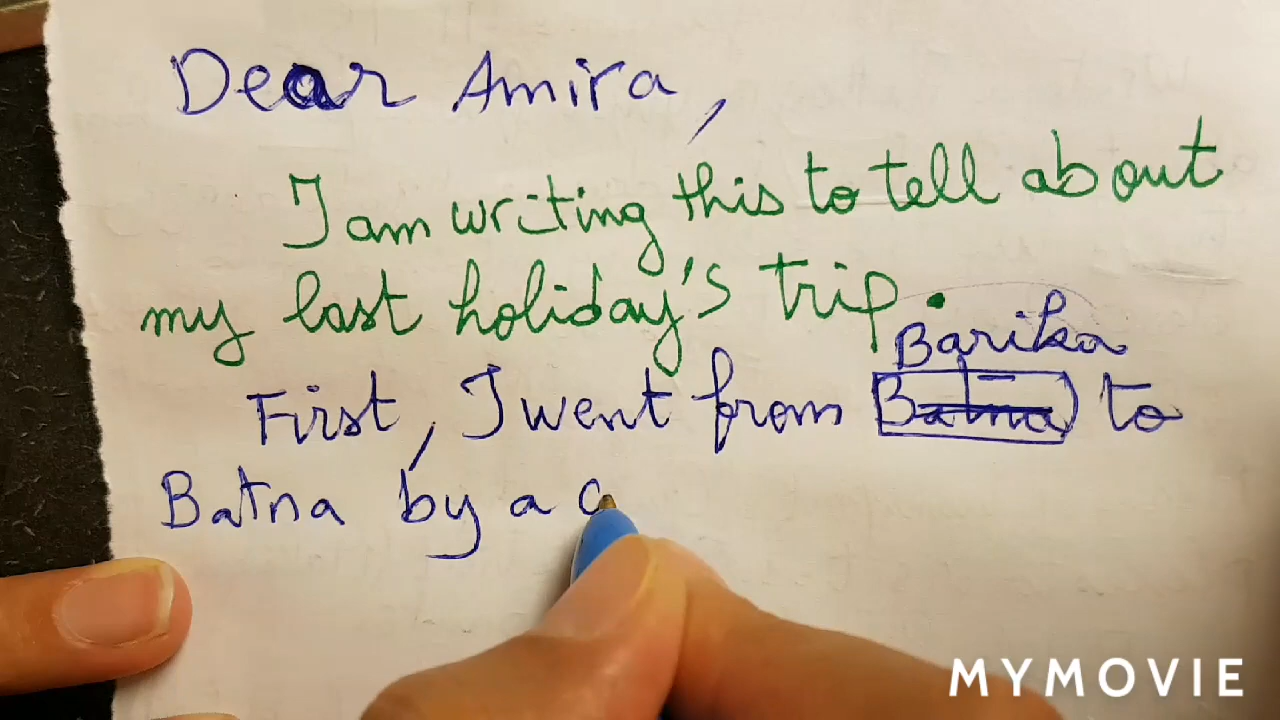 Dear Amira,
I am writing this to tell about
my last holiday's trip.
Barika
First, I went from Batna to
Batna by a c
MYMOVIE